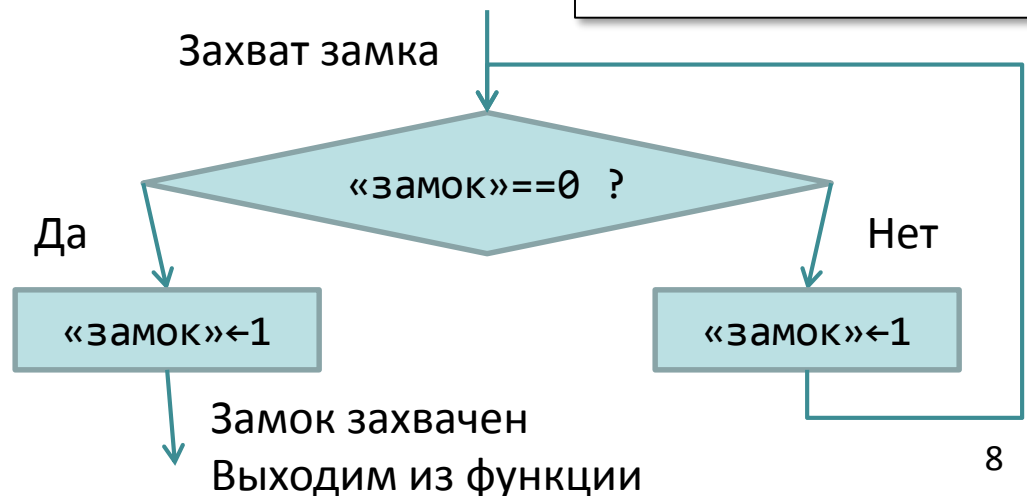 Захват замка
«замок»==0 ?
Да
Нет
«замок»←1
«замок»←1
Замок захвачен
Выходим из функции
8